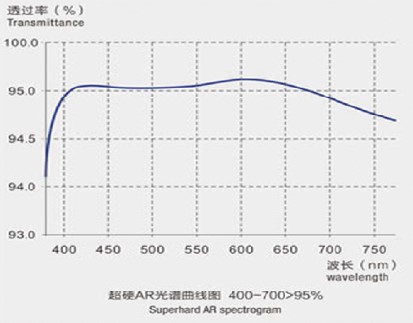 透过率（%）
Transmittance
100.0
95.0
94.5
94.0
93.0
400 450 500 550 600 650 700 750
波长（nm）
wavelength
超硬AR光谱曲线图 400-700>95%
Superhard AR spectrogram